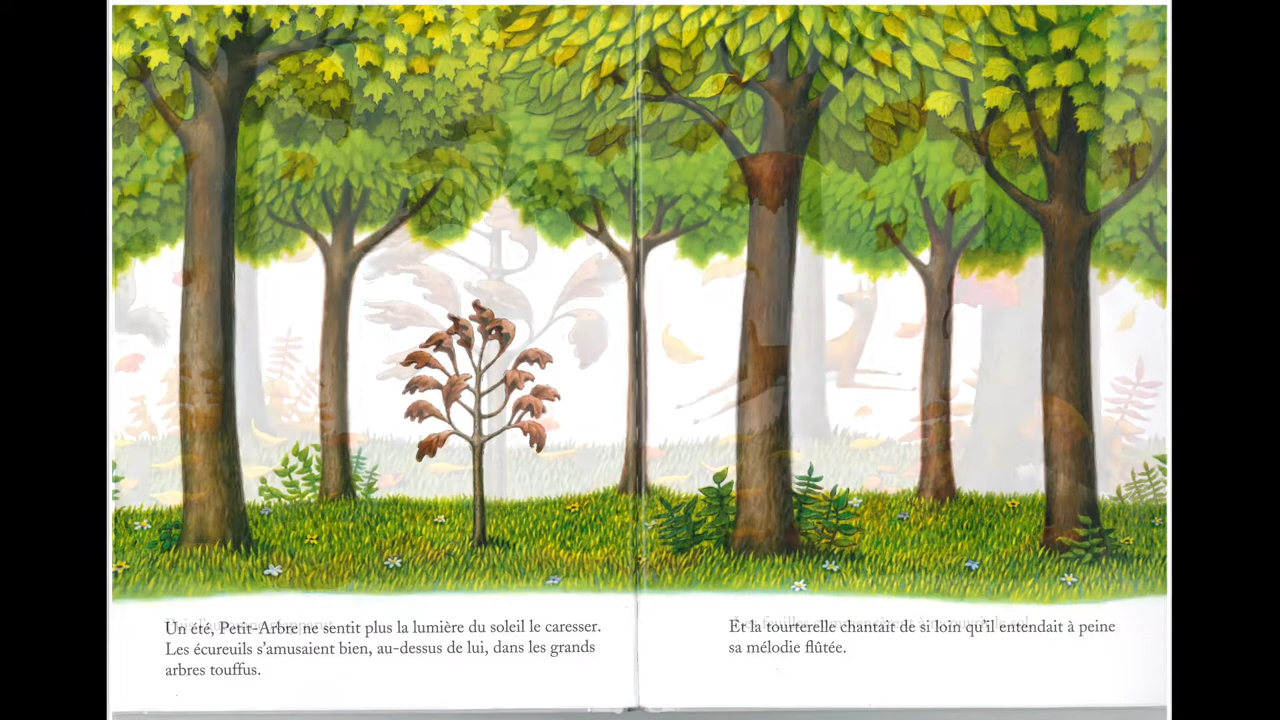 Un été, Petit-Arbre ne sentit plus la lumière du soleil le caresser.
Les écureuils s'amusaient bien, au-dessus de lui, dans les grands
arbres touffus.
Et la tourterelle chantait de si loin qu'il entendait à peine
sa mélodie flûtée.